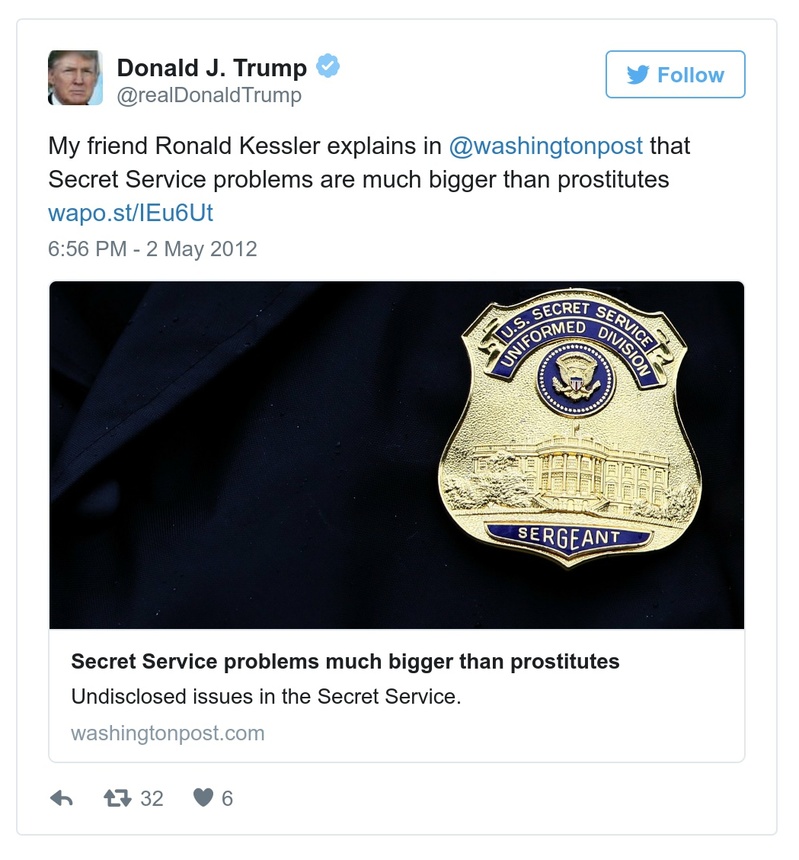 Donald J. Trump
@realDonaldTrump
Follow
My friend Ronald Kessler explains in @washingtonpost that
Secret Service problems are much bigger than prostitutes
wapo.st/IEu6Ut
6:56 PM - 2 May 2012
U.S. SECRET SERVICE
UNIFORMED DIVISION
SERGEANT
Secret Service problems much bigger than prostitutes
Undisclosed issues in the Secret Service.
washingtonpost.com
32 6